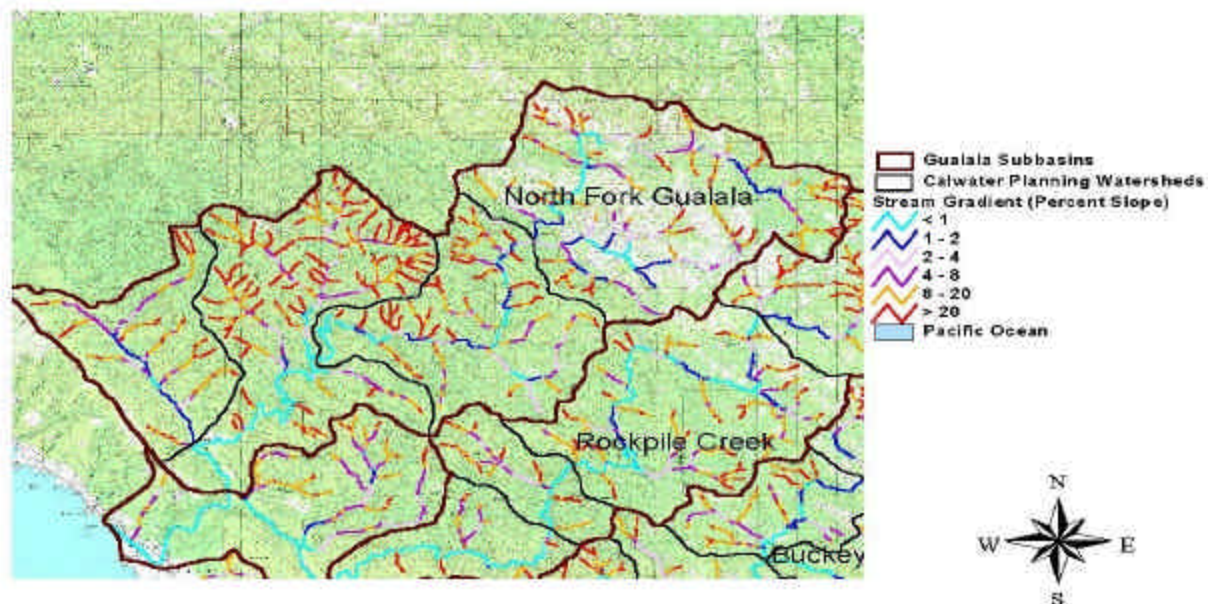 North Fork Gualala
Rockpile Creek
Buckey
Gualala Subbasins
Calwater Planning Watersheds
Stream Gradient (Percent Slope)
< 1
1 - 2
2 - 4
4 - 8
8 - 20
> 20
Pacific Ocean
N
W E
S